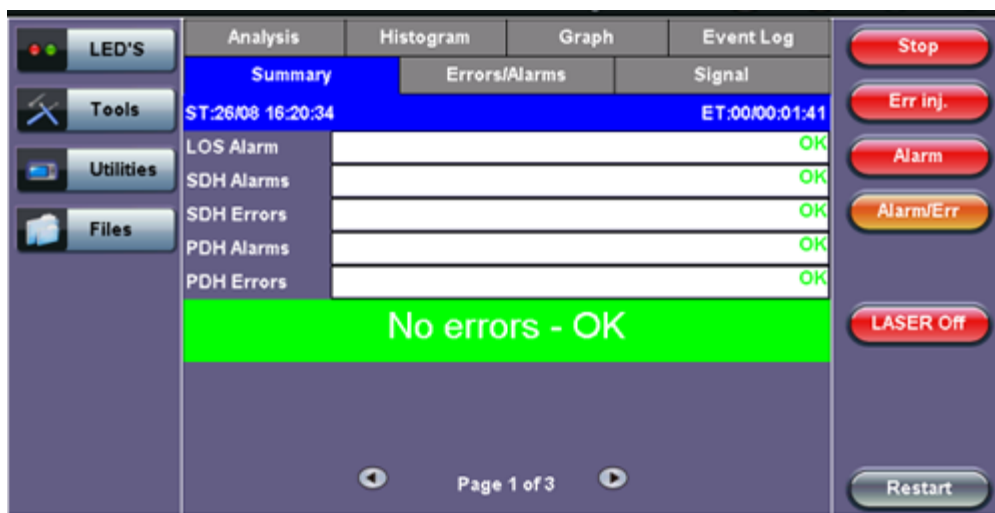 LED'S
Tools
Utilities
Files
Analysis Histogram Graph Event Log
Summary Errors/Alarms Signal
ST:26/08 16:20:34 ET:00/00:01:41
LOS Alarm OK
SDH Alarms OK
SDH Errors OK
PDH Alarms OK
PDH Errors OK
No errors - OK
Page 1 of 3
Stop
Err inj.
Alarm
Alarm/Err
LASER Off
Restart